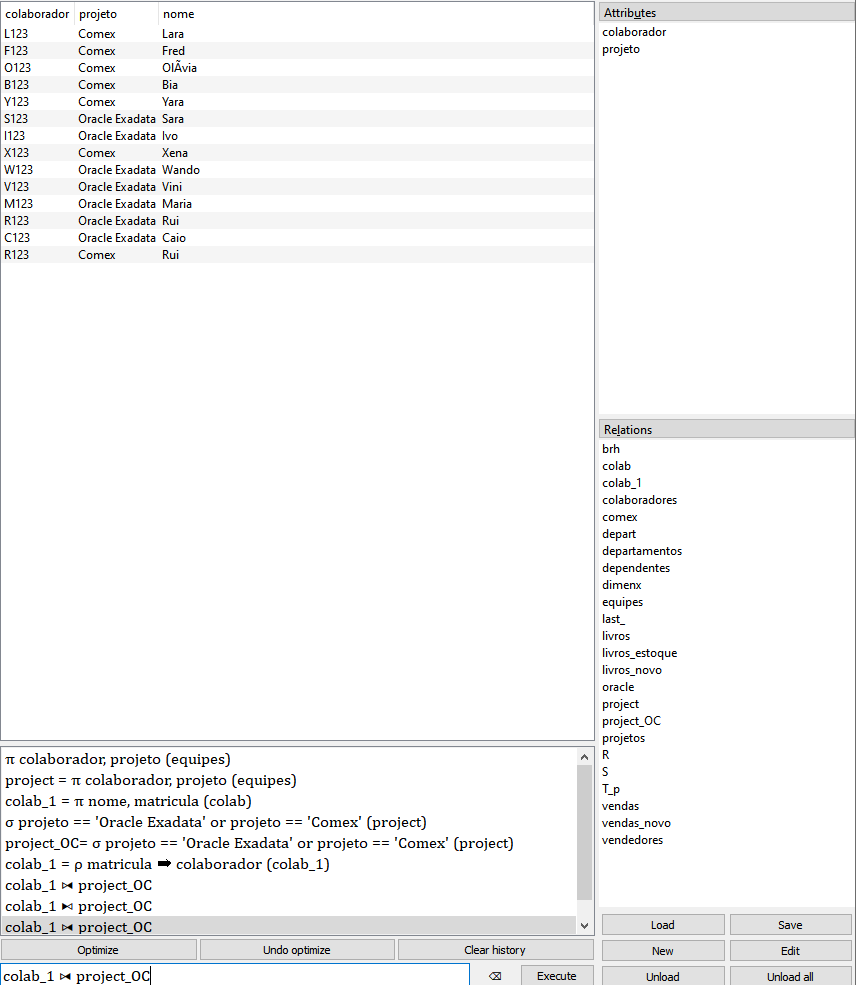 colaborador projeto nome
L123 Comex Lara
F123 Comex Fred
O123 Comex OlÃvia
B123 Comex Bia
Y123 Comex Yara
S123 Oracle Exadata Sara
I123 Oracle Exadata Ivo
X123 Comex Xena
W123 Oracle Exadata Wando
V123 Oracle Exadata Vini
M123 Oracle Exadata Maria
R123 Oracle Exadata Rui
C123 Oracle Exadata Caio
R123 Comex Rui
π colaborador, projeto (equipes)
project = π colaborador, projeto (equipes)
colab_1 = π nome, matricula (colab)
σ projeto == 'Oracle Exadata' or projeto == 'Comex' (project)
project_OC= σ projeto == 'Oracle Exadata' or projeto == 'Comex' (project)
colab_1 = ρ matricula ➡ colaborador (colab_1)
colab_1 ⧑ project_OC
colab_1 ⧒ project_OC
colab_1 ⧑ project_OC
Optimize Undo optimize Clear history
colab_1 ⧑ project_OC ⌫ Execute
Attributes
colaborador
projeto
Relations
brh
colab
colab_1
colaboradores
comex
depart
departamentos
dependentes
dimenx
equipes
last_
livros
livros_estoque
livros_novo
oracle
project
project_OC
projetos
R
S
T_p
vendas
vendas_novo
vendedores
Load Save
New Edit
Unload Unload all